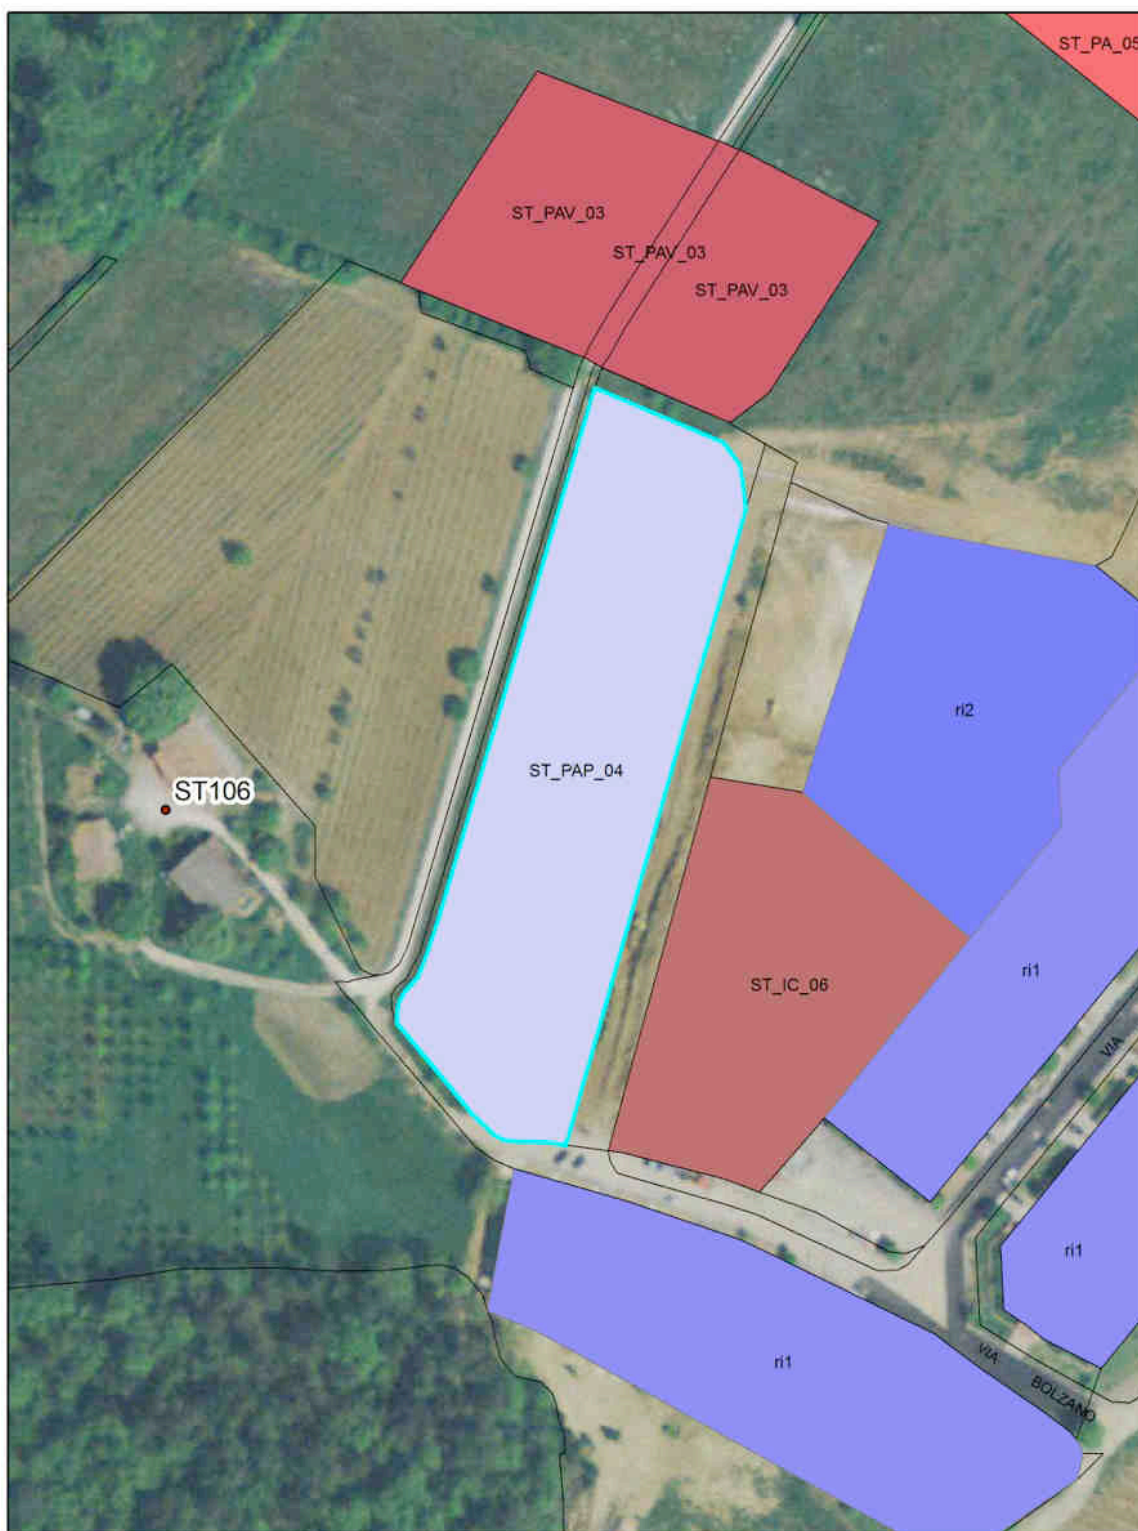 ST_PA_05
ST_PAV_03
ST_PAV_03
ST_PAV_03
ri2
ST_PAP_04
ST106
ri1
ST_IC_06
VIA
ri1
ri1
VIA
BOLZANO